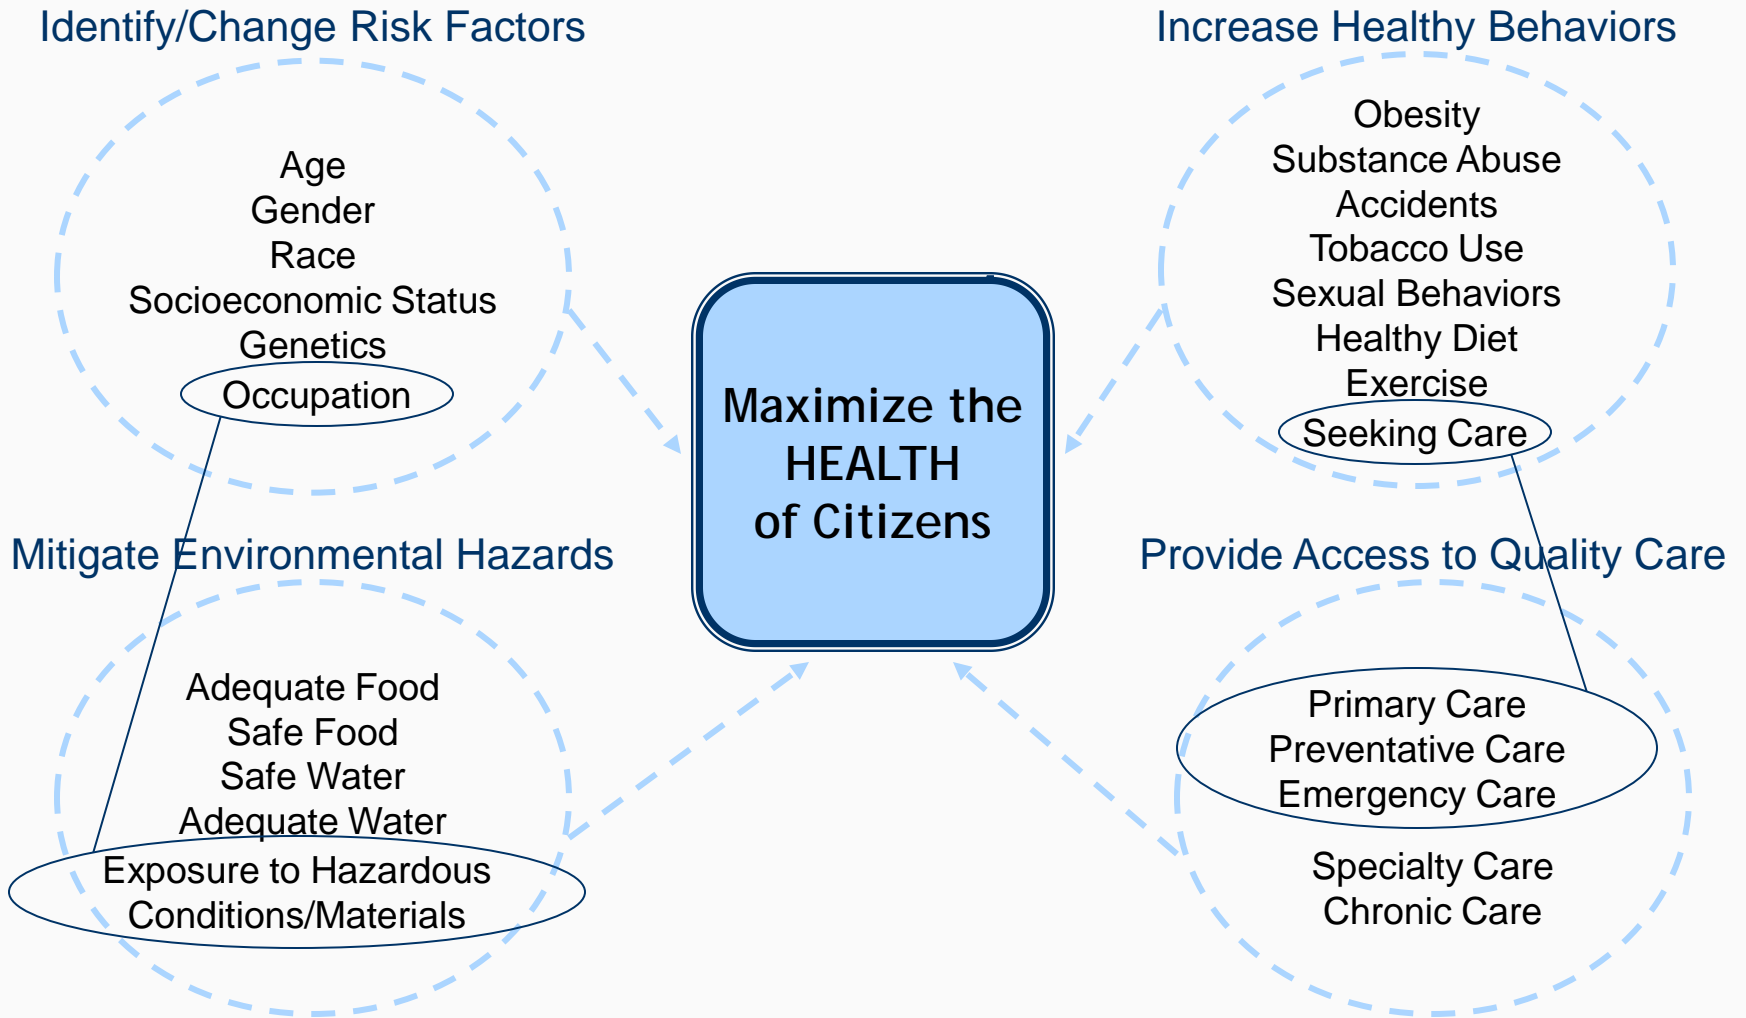 Identify/Change Risk Factors
Age
Gender
Race
Socioeconomic Status
Genetics
Occupation
Increase Healthy Behaviors
Obesity
Substance Abuse
Accidents
Tobacco Use
Sexual Behaviors
Healthy Diet
Exercise
Seeking Care
Maximize the
HEALTH
of Citizens
Mitigate Environmental Hazards
Adequate Food
Safe Food
Safe Water
Adequate Water
Exposure to Hazardous
Conditions/Materials
Provide Access to Quality Care
Primary Care
Preventative Care
Emergency Care
Specialty Care
Chronic Care